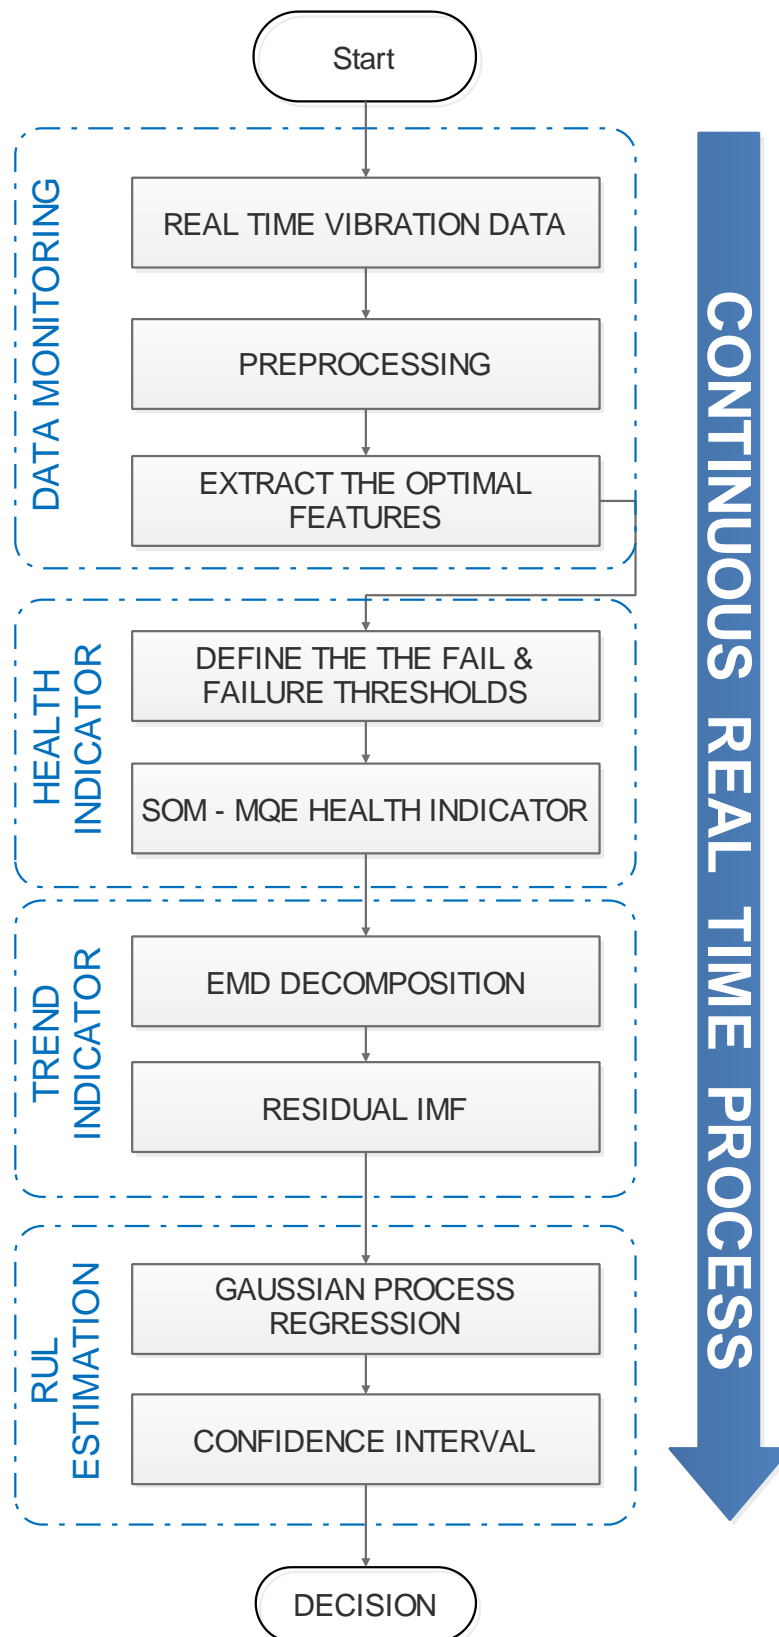 Start
DATA MONITORING
REAL TIME VIBRATION DATA
PREPROCESSING
EXTRACT THE OPTIMAL
FEATURES
HEALTH
INDICATOR
DEFINE THE THE FAIL &
FAILURE THRESHOLDS
SOM - MQE HEALTH INDICATOR
TREND
INDICATOR
EMD DECOMPOSITION
RESIDUAL IMF
RUL
ESTIMATION
GAUSSIAN PROCESS
REGRESSION
CONFIDENCE INTERVAL
DECISION
CONTINUOUS REAL TIME PROCESS